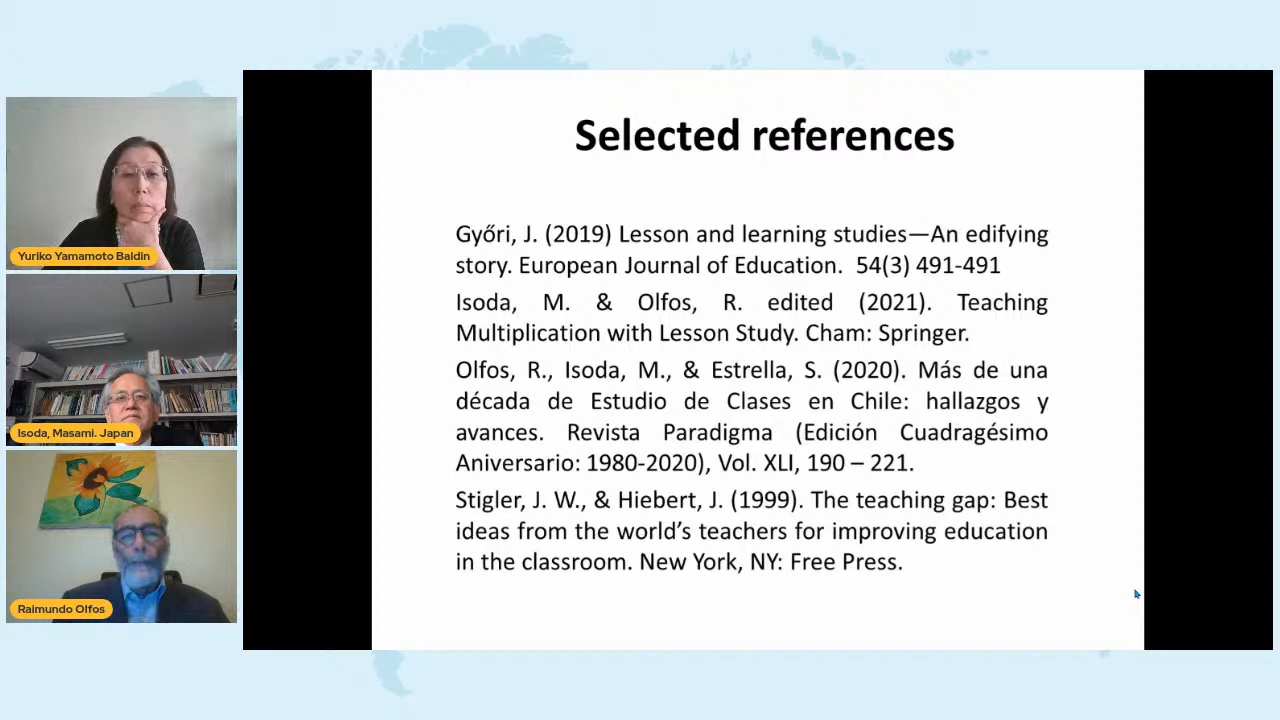 Selected references
Győri, J. (2019) Lesson and learning studies—An edifying
story. European Journal of Education. 54(3) 491-491
Isoda, M. & Olfos, R. edited (2021). Teaching
Multiplication with Lesson Study. Cham: Springer.
Olfos, R., Isoda, M., & Estrella, S. (2020). Más de una
década de Estudio de Clases en Chile: hallazgos y
avances. Revista Paradigma (Edición Cuadragésimo
Aniversario: 1980-2020), Vol. XLI, 190 – 221.
Stigler, J. W., & Hiebert, J. (1999). The teaching gap: Best
ideas from the world’s teachers for improving education
in the classroom. New York, NY: Free Press.
Yuriko Yamamoto Baldin
Isoda, Masami. Japan
Raimundo Olfos